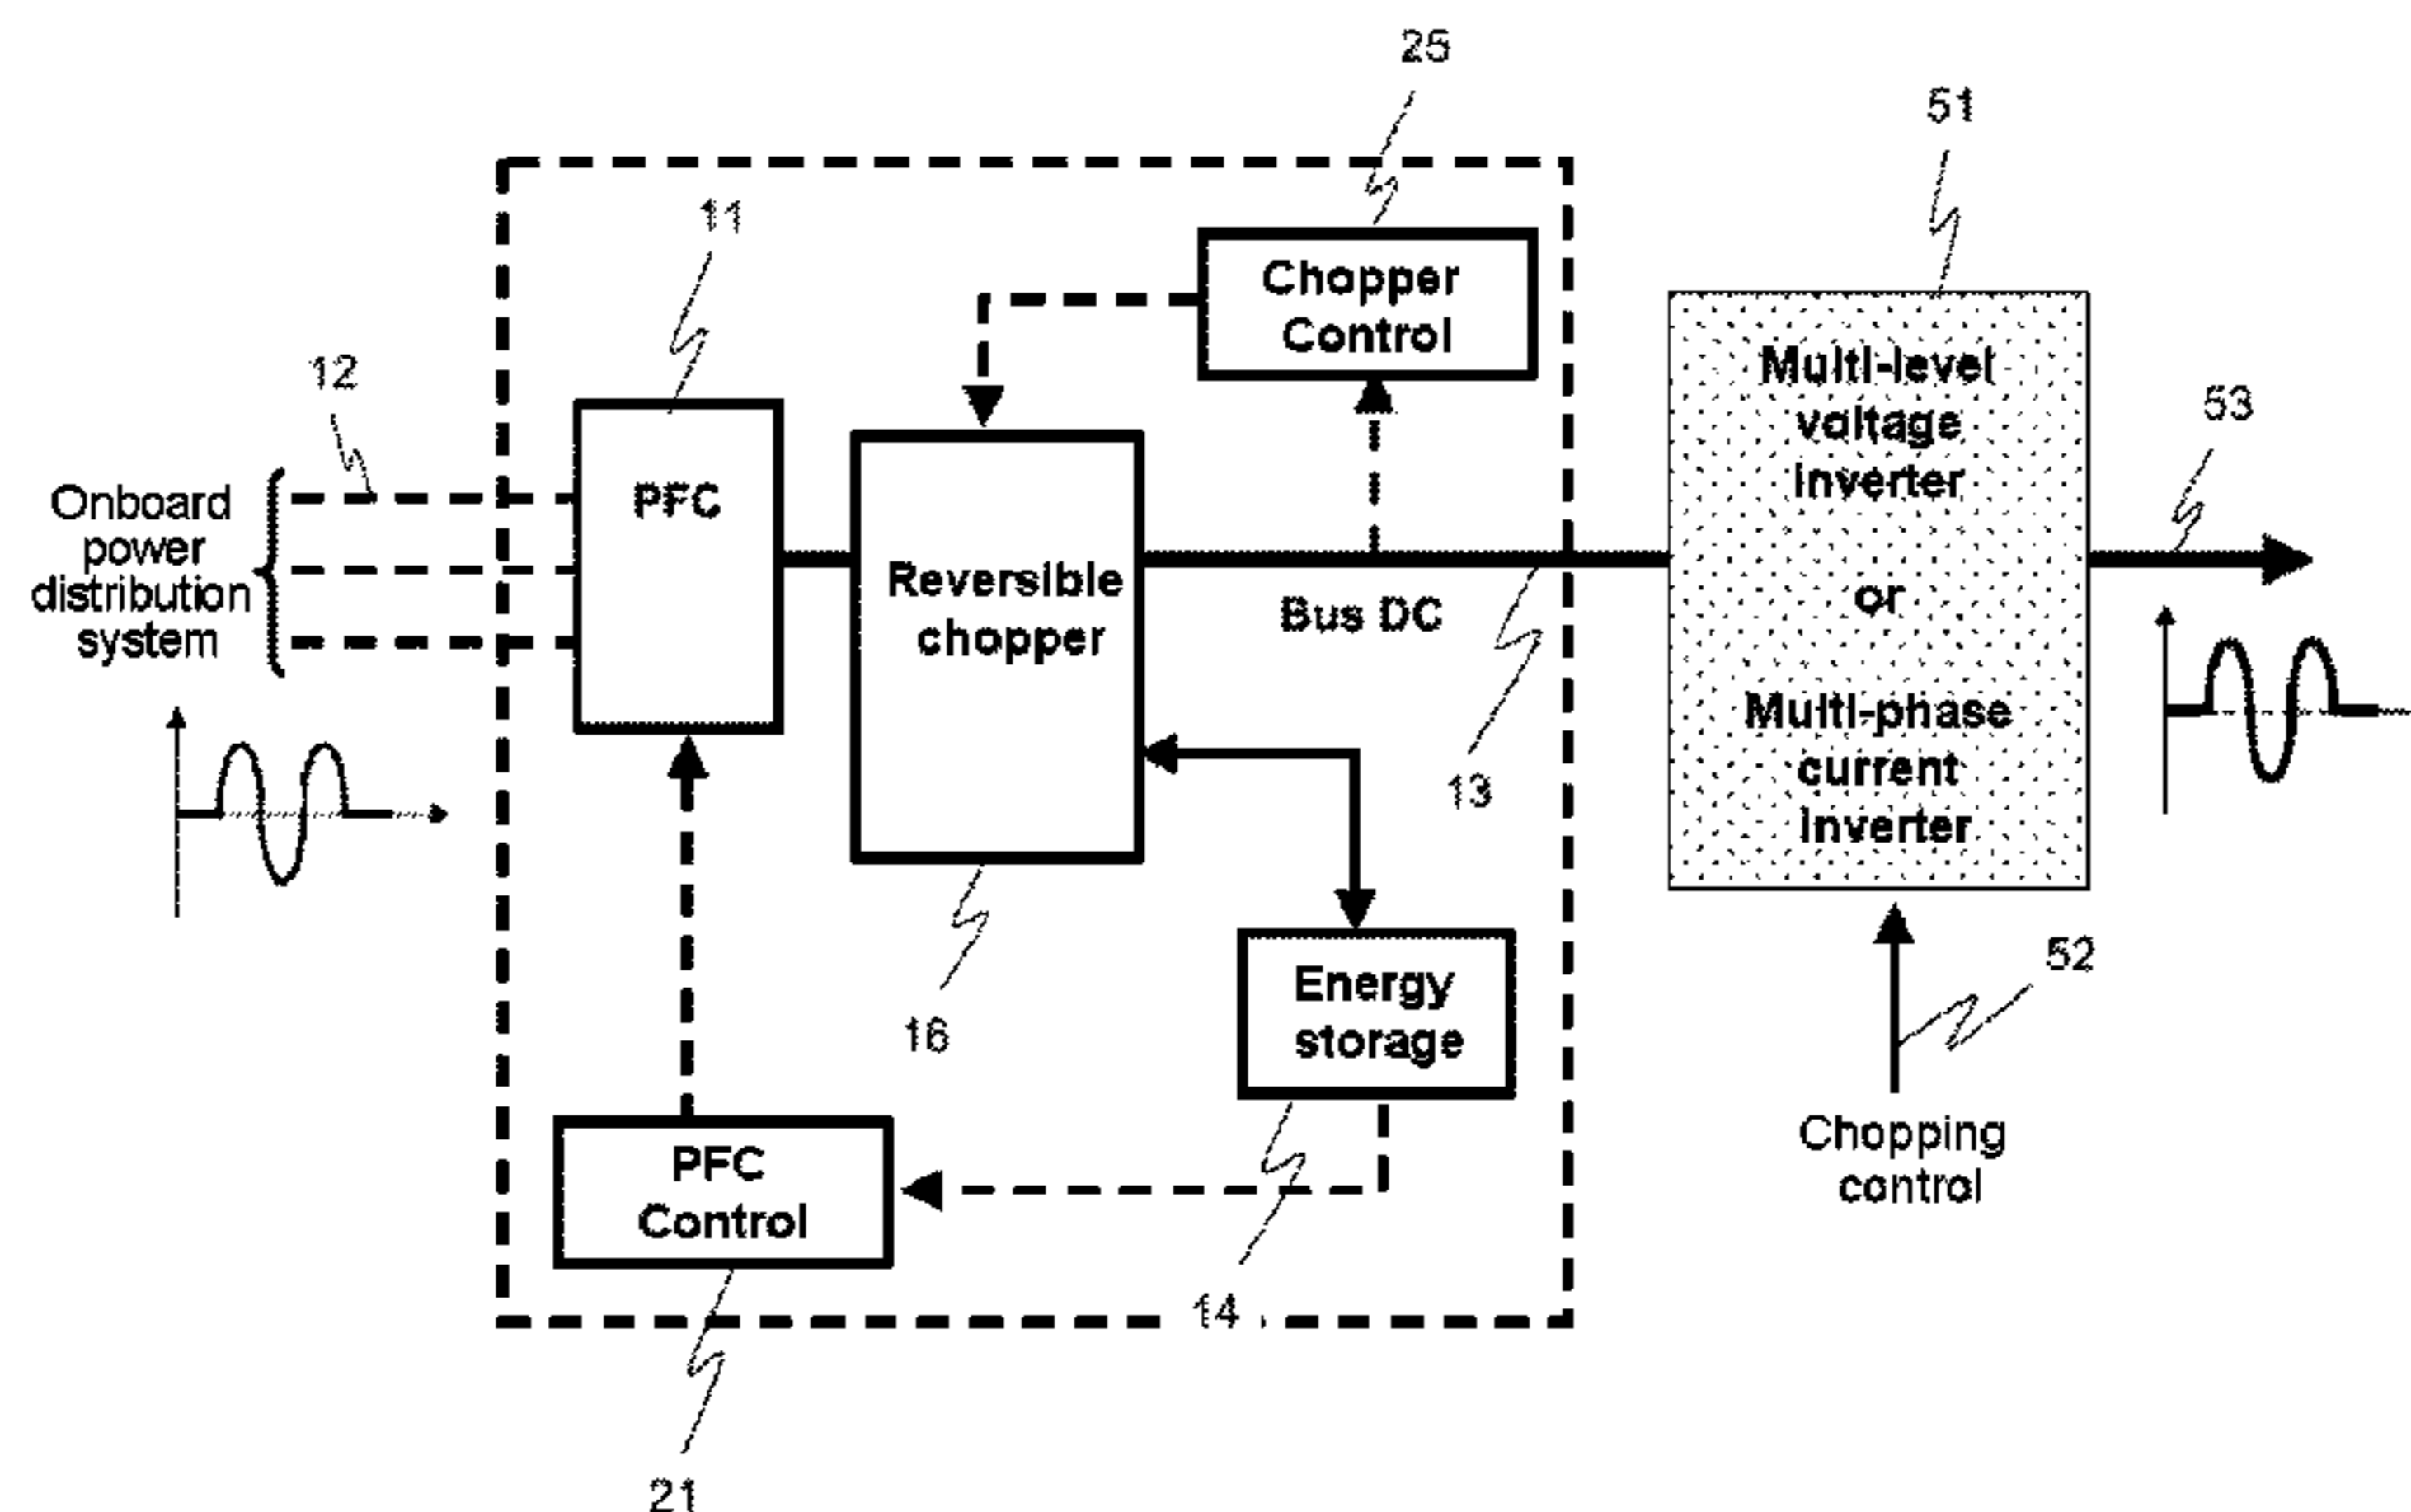 25
51
11
Chopper
Control
12
Multi-level
voltage
inverter
or
Multi-phase
current
inverter
53
Onboard
power
distribution
system
PFC
Reversible
chopper
Bus DC
13
16
Energy
storage
52
PFC
Control
Chopping
control
14
21